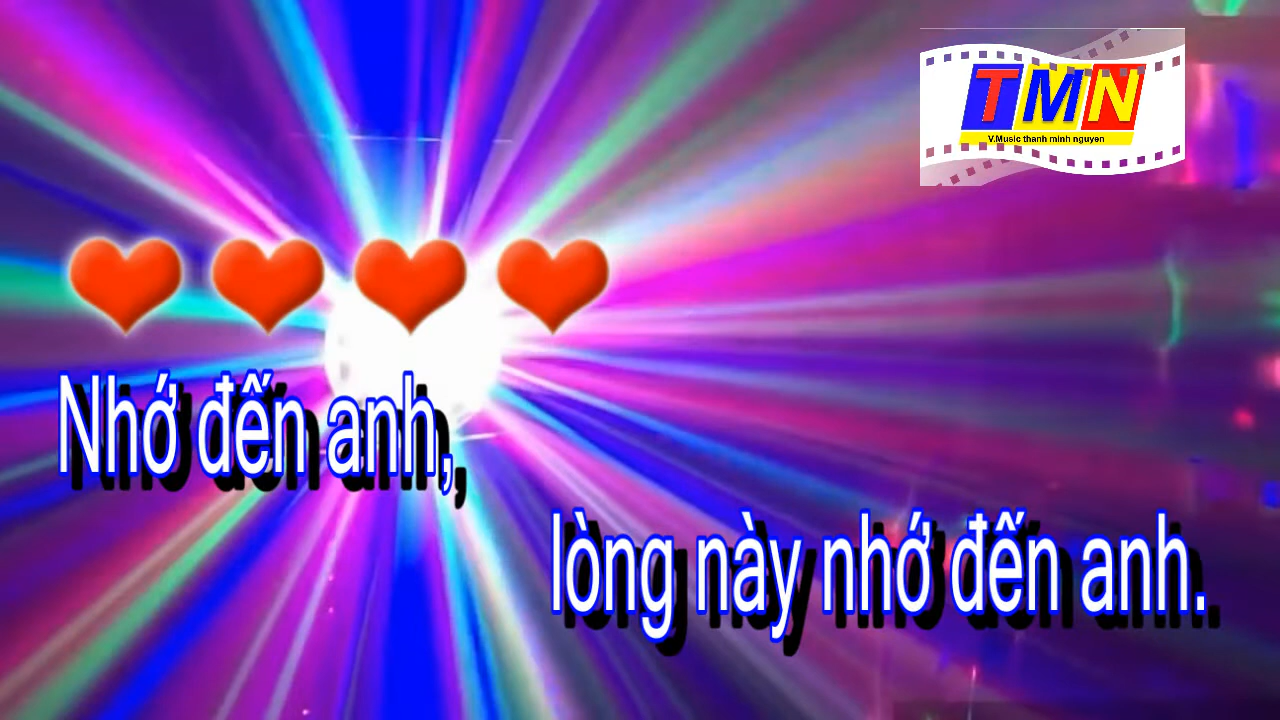 TMN
V.Music thanh minh nguyen
Nhớ đến anh,
lòng này nhớ đến anh.